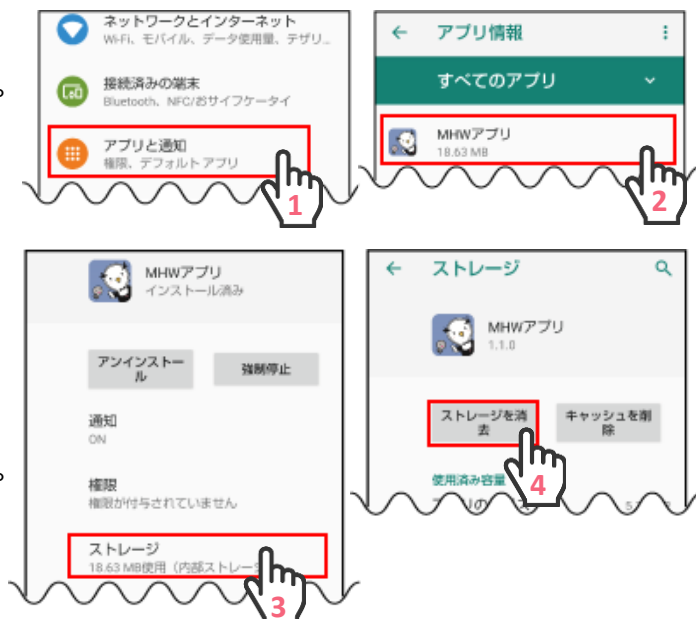 。
ネットワークとインターネット
Wi-Fi、モバイル、データ使用量、テザリ...
接続済みの端末
Bluetooth、NFC/おサイフケータイ
アプリと通知
権限、デフォルト アプリ
1
アプリ情報
すべてのアプリ
MHWアプリ
18.63 MB
2
。
MHWアプリ
インストール済み
アンインストー
ル
強制停止
通知
ON
権限
権限が付与されていません
ストレージ
18.63 MB使用（内部ストレー
3
ストレージ
MHWアプリ
1.1.0
ストレージを消
去
キャッシュを削
除
使用済み容量
4